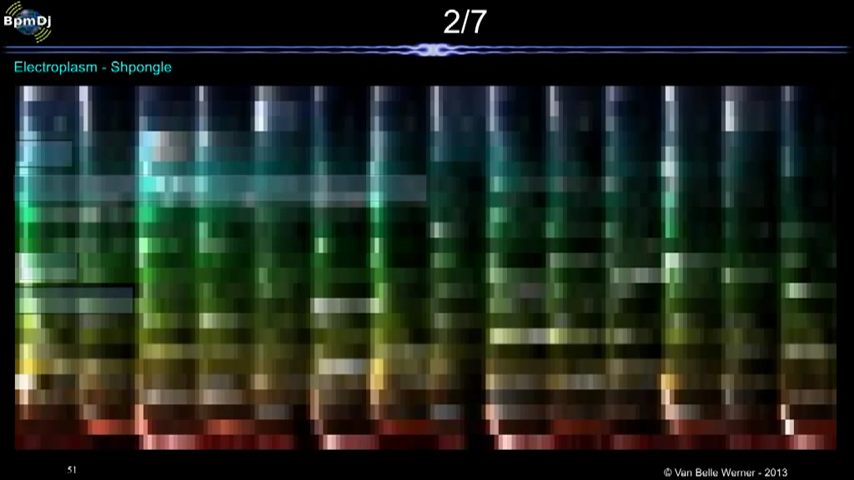 BpmDj
2/7
Electroplasm - Shpongle
51
© Van Belle Werner - 2013